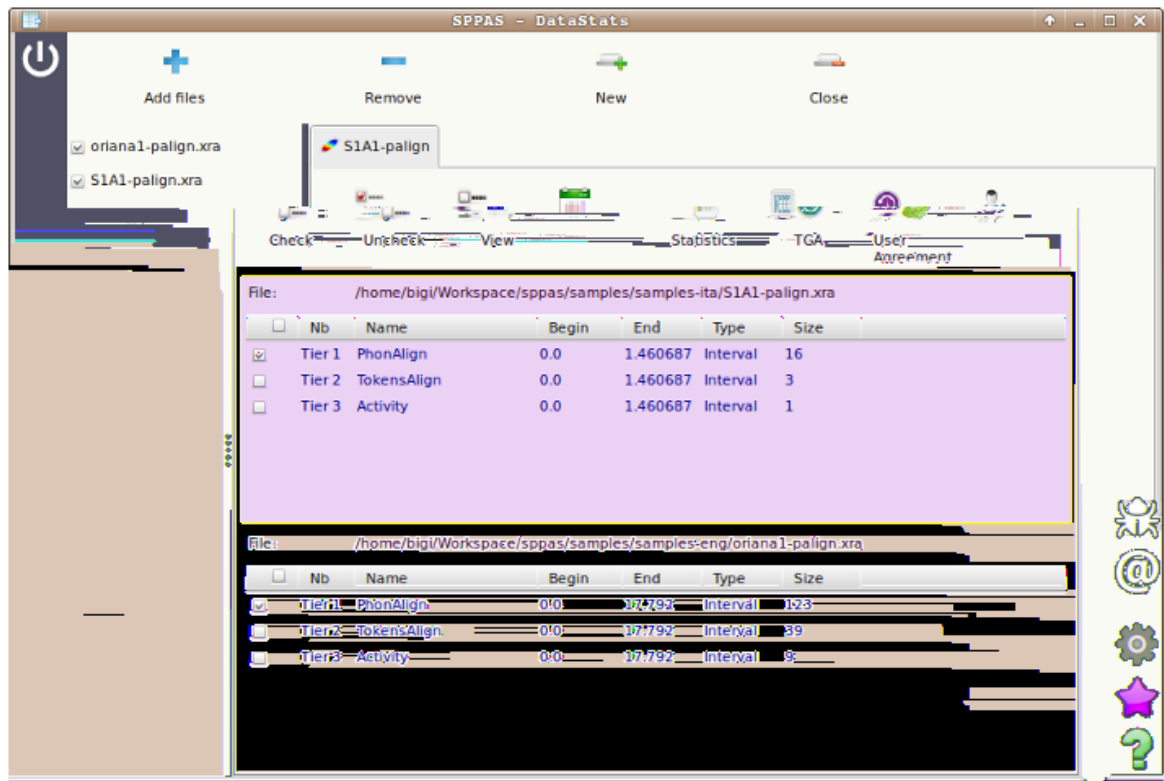 SPPAS - DataStats
Add files Remove New Close
oriana1-palign.xra
S1A1-palign.xra
S1A1-palign
Check Uncheck View Statistics TGA User
Agreement
File: /home/bigi/Workspace/sppas/samples/samples-ita/S1A1-palign.xra
Nb Name Begin End Type Size
Tier 1 PhonAlign 0.0 1.460687 Interval 16
Tier 2 TokensAlign 0.0 1.460687 Interval 3
Tier 3 Activity 0.0 1.460687 Interval 1
File: /home/bigi/Workspace/sppas/samples/samples-eng/oriana1-palign.xra
Nb Name Begin End Type Size
Tier 1 PhonAlign 0.0 17.792 Interval 123
Tier 2 TokensAlign 0.0 17.792 Interval 39
Tier 3 Activity 0.0 17.792 Interval 9